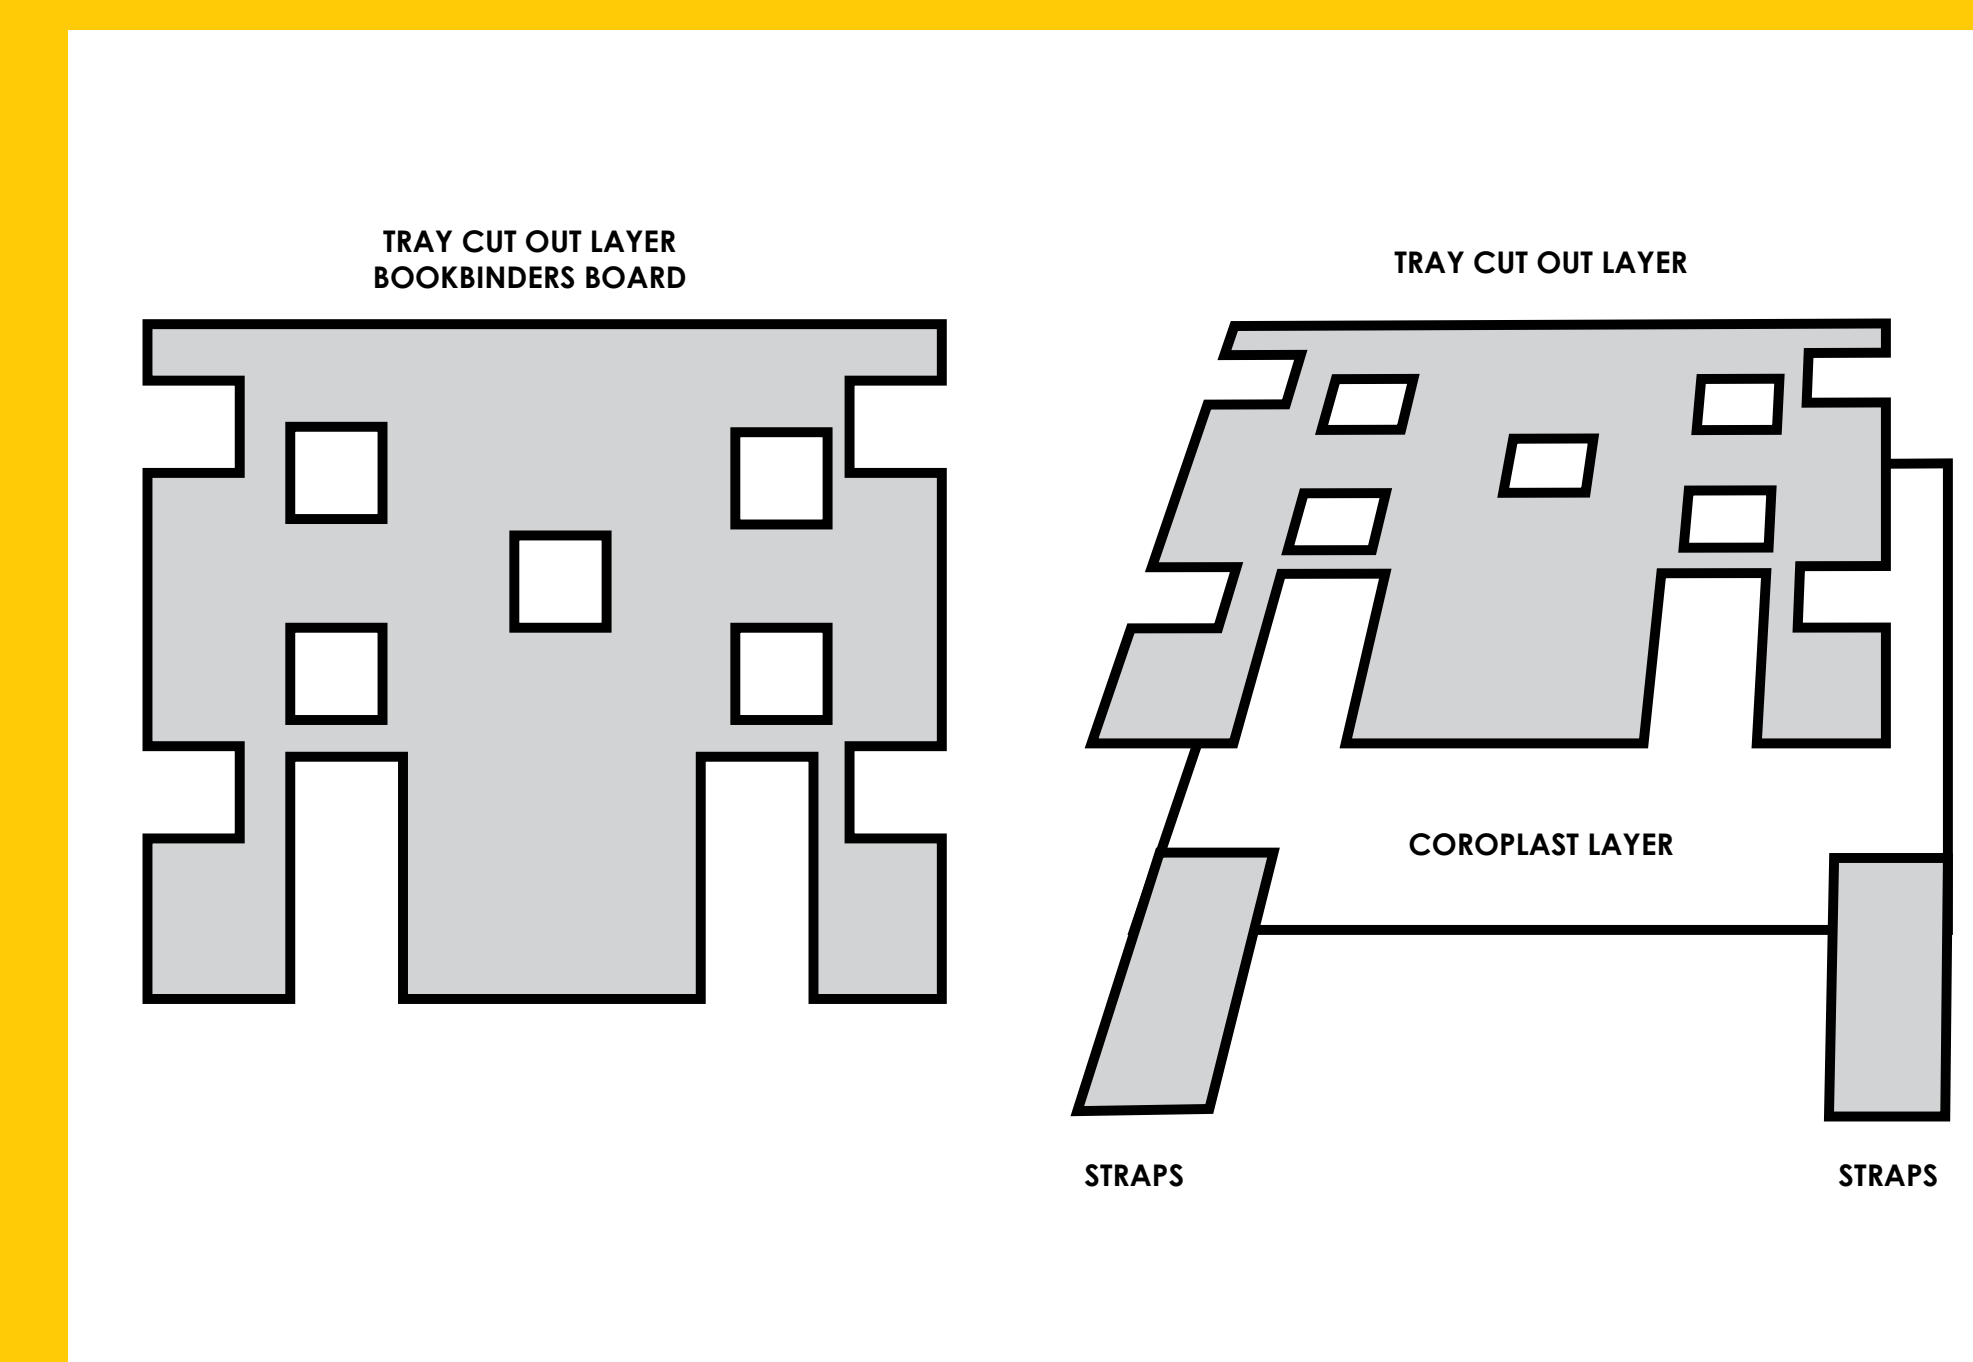 TRAY CUT OUT LAYER
BOOKBINDERS BOARD
TRAY CUT OUT LAYER
COROPLAST LAYER
STRAPS
STRAPS